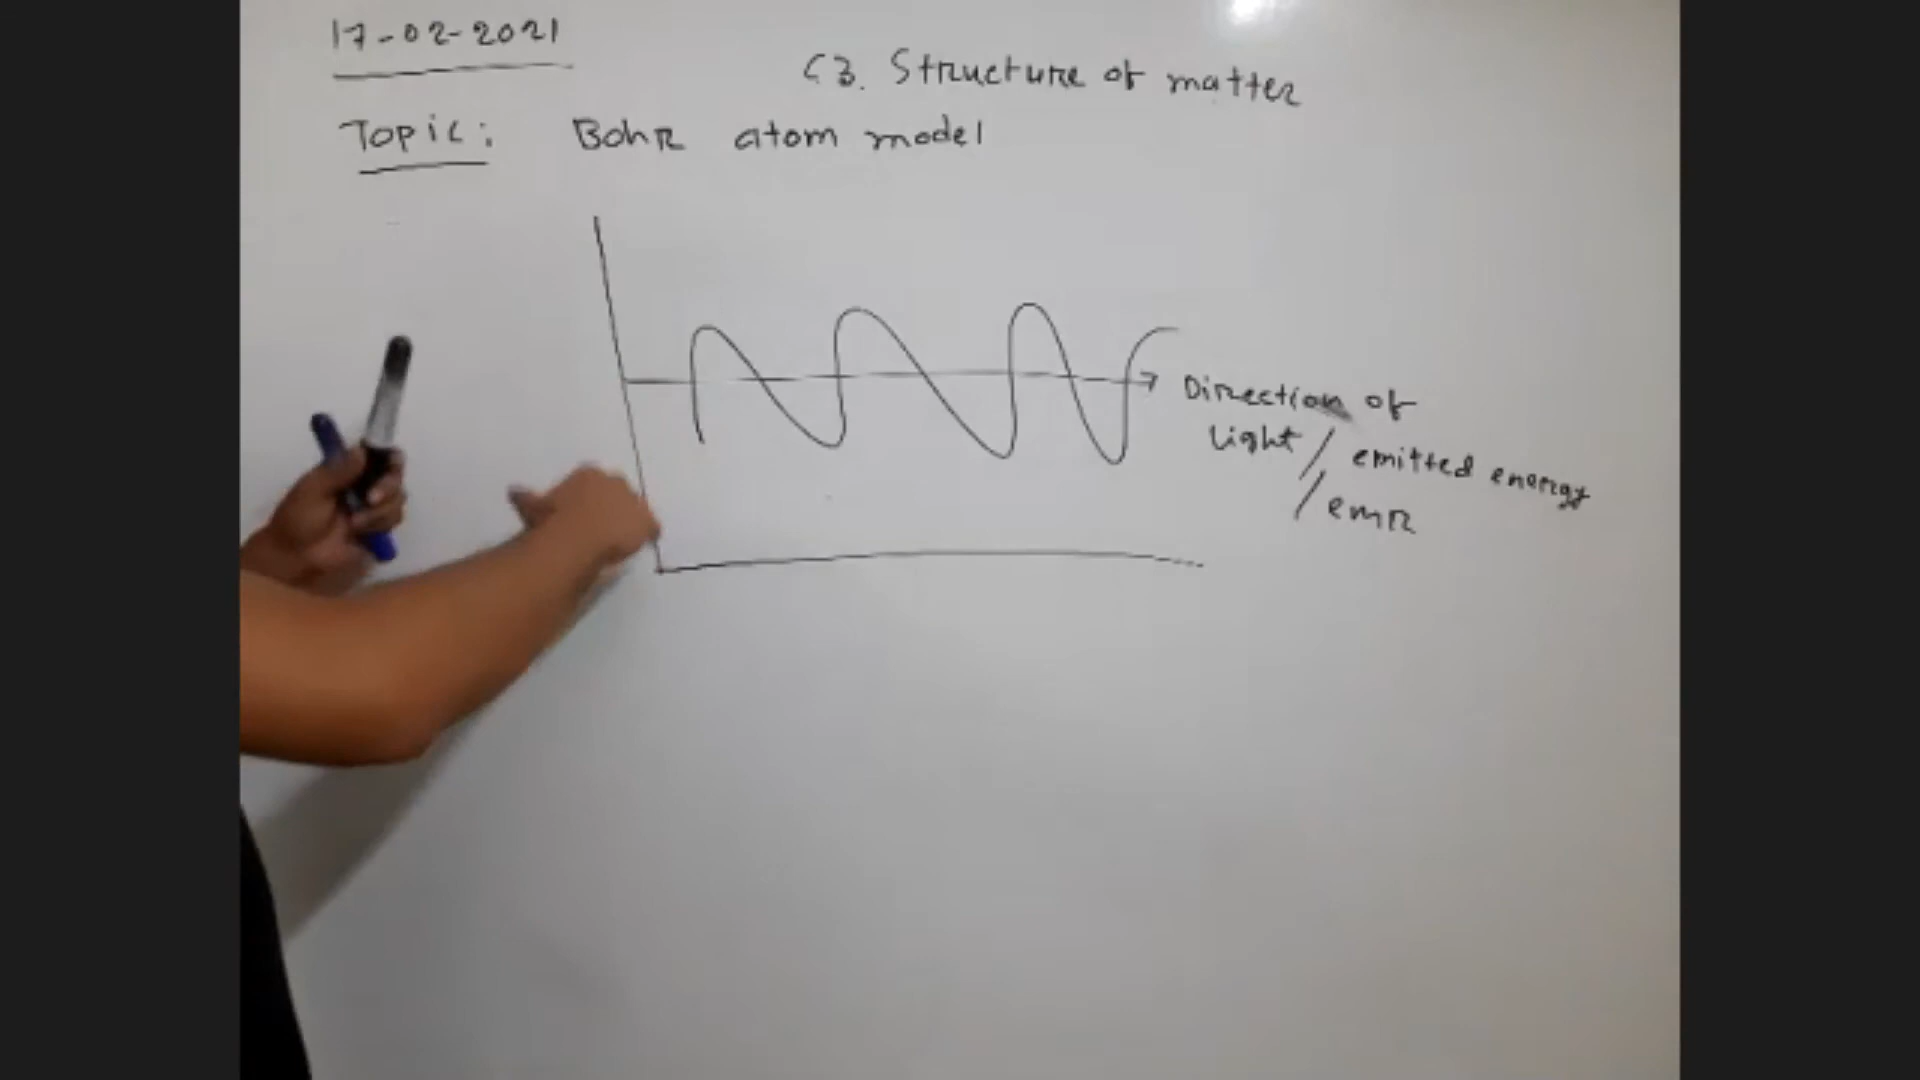 17-02-2021
C3. Structure of matter
Topic: Bohr atom model
Direction of
light / emitted energy
/ emr